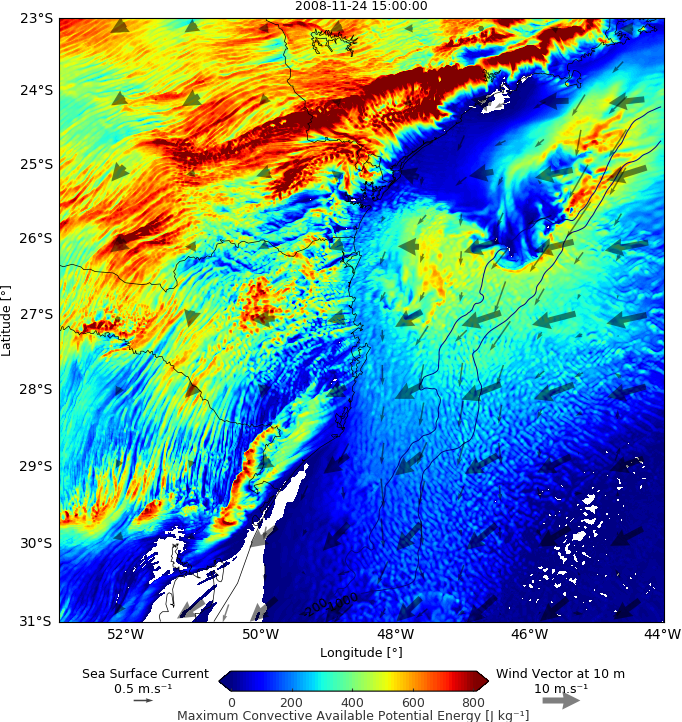 2008-11-24 15:00:00
23°S
24°S
25°S
26°S
27°S
28°S
29°S
30°S
31°S
Latitude [°]
52°W 50°W 48°W 46°W 44°W
Longitude [°]
Sea Surface Current
0.5 m.s⁻¹
Wind Vector at 10 m
10 m.s⁻¹
0 200 400 600 800
Maximum Convective Available Potential Energy [J kg⁻¹]